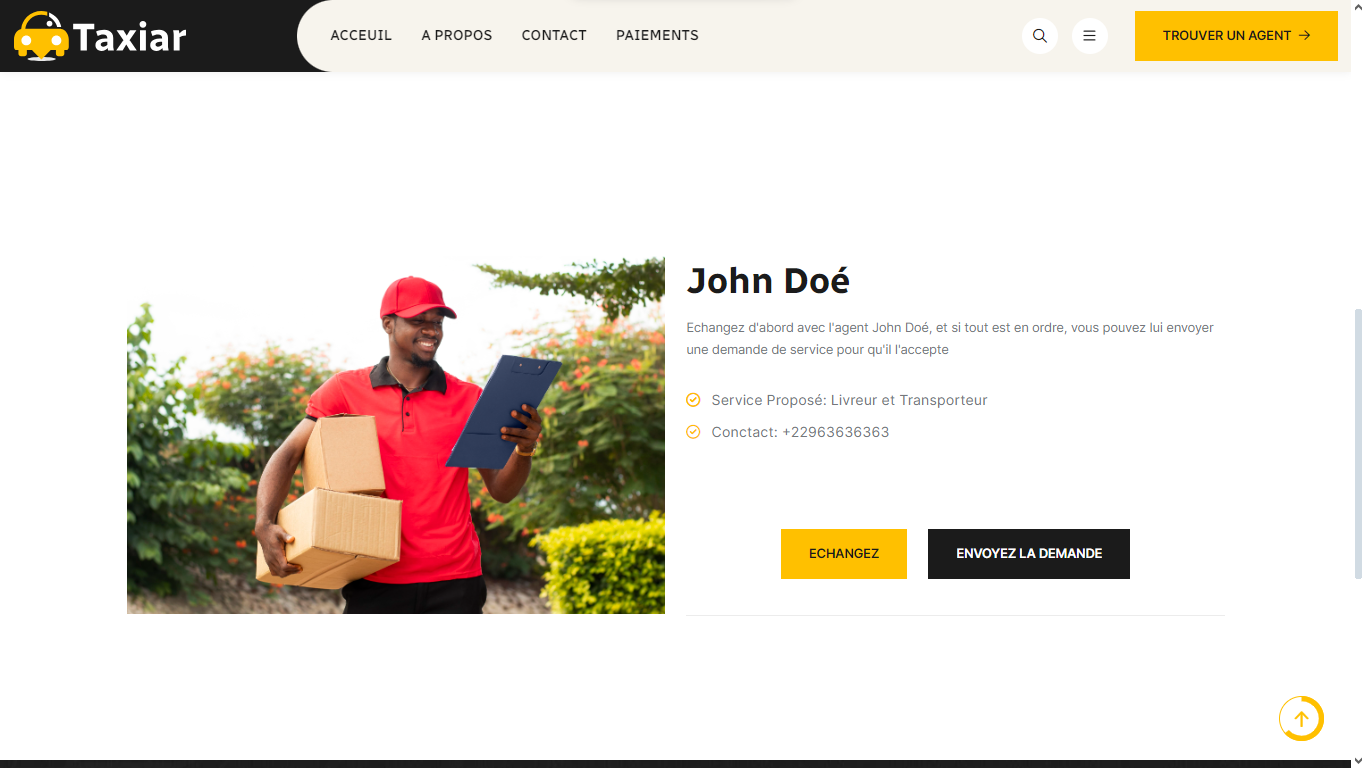 Taxiar
ACCEUIL A PROPOS CONTACT PAIEMENTS
TROUVER UN AGENT
John Doé
Echangez d'abord avec l'agent John Doé, et si tout est en ordre, vous pouvez lui envoyer
une demande de service pour qu'il l'accepte
Service Proposé: Livreur et Transporteur
Conctact: +22963636363
ECHANGEZ
ENVOYEZ LA DEMANDE